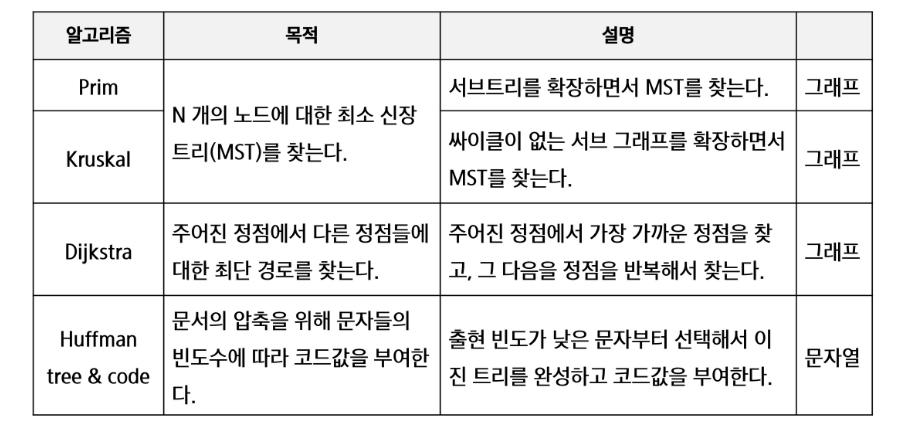 알고리즘
목적
설명
Prim
N 개의 노드에 대한 최소 신장
트리(MST)를 찾는다.
서브트리를 확장하면서 MST를 찾는다.
그래프
Kruskal
싸이클이 없는 서브 그래프를 확장하면서
MST를 찾는다.
그래프
Dijkstra
주어진 정점에서 다른 정점들에
대한 최단 경로를 찾는다.
주어진 정점에서 가장 가까운 정점을 찾
고, 그 다음을 정점을 반복해서 찾는다.
그래프
Huffman
tree & code
문서의 압축을 위해 문자들의
빈도수에 따라 코드값을 부여한
다.
출현 빈도가 낮은 문자부터 선택해서 이
진 트리를 완성하고 코드값을 부여한다.
문자열